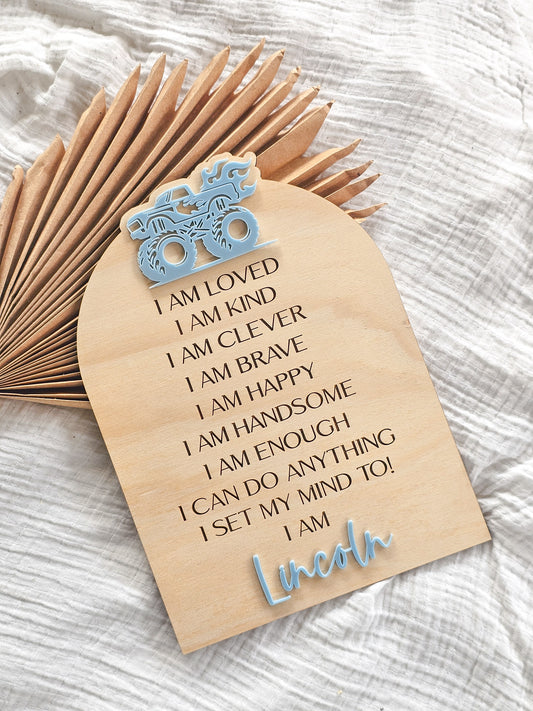 I AM LOVED
I AM KIND
I AM CLEVER
I AM BRAVE
I AM HAPPY
I AM HANDSOME
I AM ENOUGH
I CAN DO ANYTHING
I SET MY MIND TO!
I AM
Lincoln